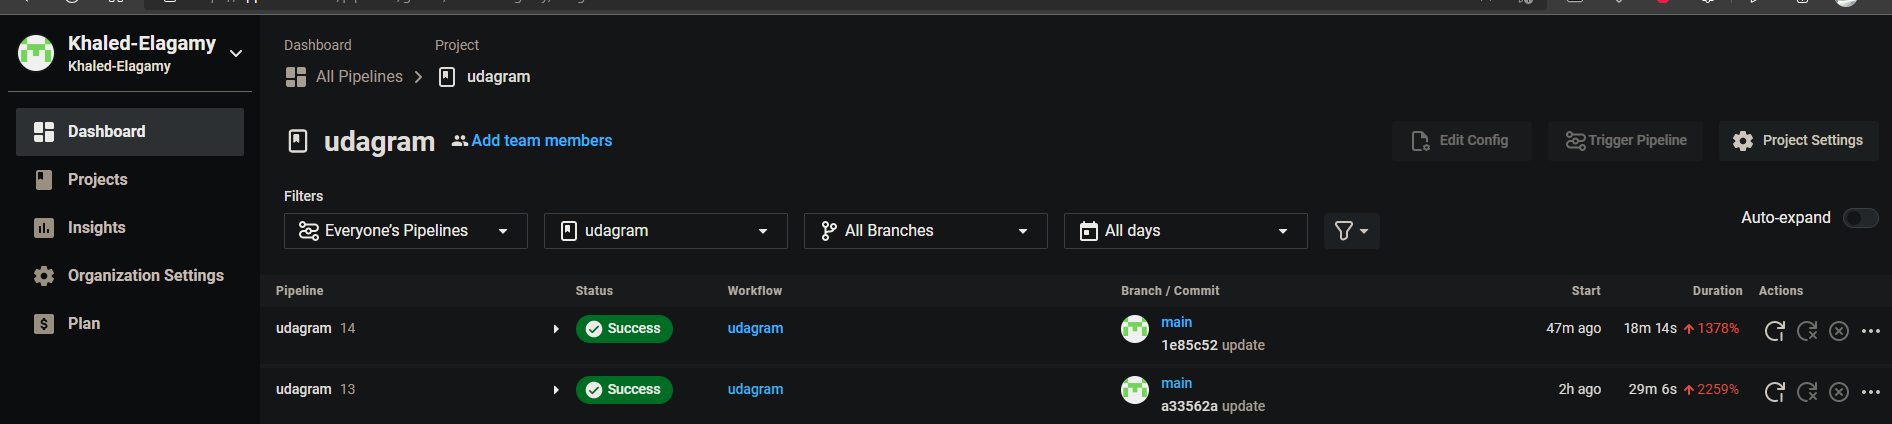 Khaled-Elagamy
Khaled-Elagamy
Dashboard
Projects
Insights
Organization Settings
Plan
Dashboard Project
All Pipelines udagram
udagram Add team members
Edit Config Trigger Pipeline Project Settings
Filters
Everyone’s Pipelines udagram All Branches All days
Auto-expand
Pipeline Status Workflow Branch / Commit Start Duration Actions
udagram 14 Success udagram main 47m ago 18m 14s 1378%
1e85c52 update
udagram 13 Success udagram main 2h ago 29m 6s 2259%
a33562a update